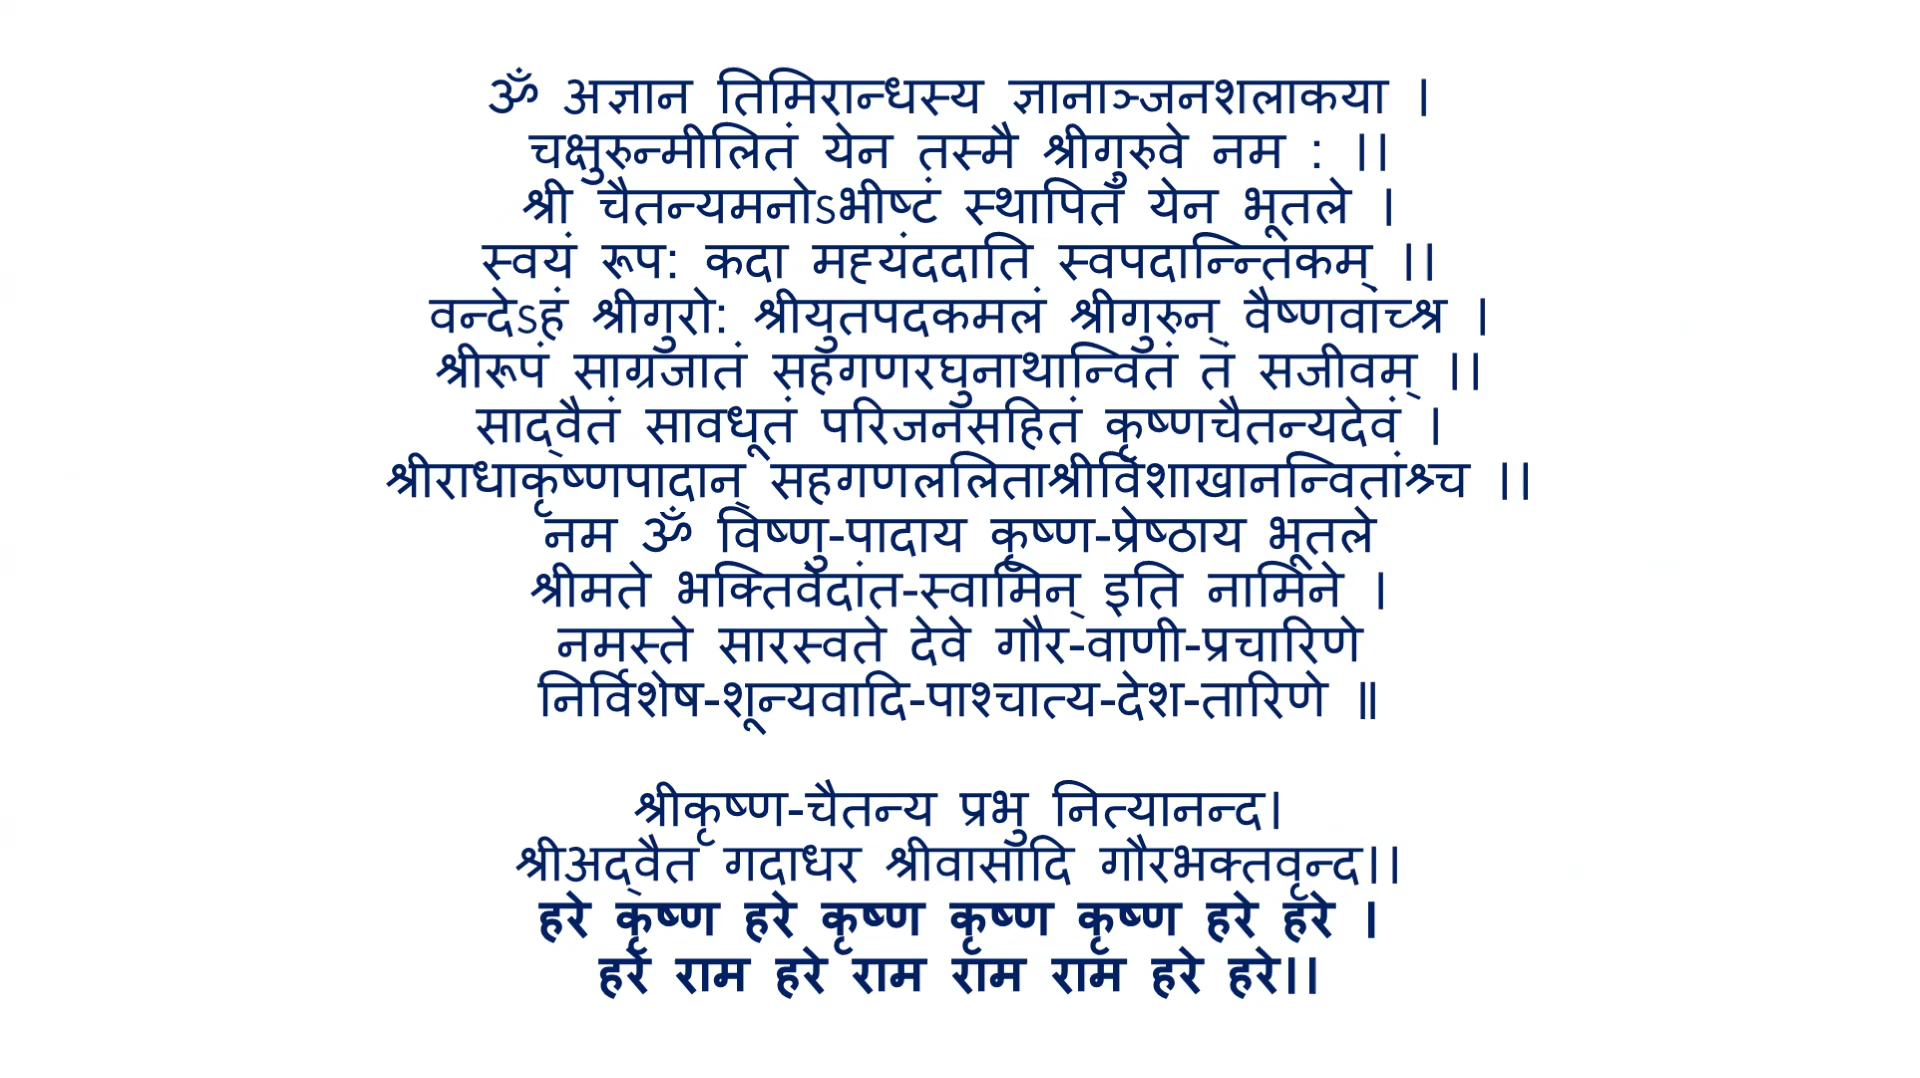 ॐ अज्ञान तिमिरान्धस्य ज्ञानाञ्जनशलाकया ।
चक्षुरुन्मीलितं येन तस्मै श्रीगुरुवे नम : ।।
श्री चैतन्यमनोऽभीष्टं स्थापितं येन भूतले ।
स्वयं रूप: कदा मह्यंददाति स्वपदान्न्तिकम् ।।
वन्देऽहं श्रीगुरो: श्रीयुतपदकमलं श्रीगुरुन् वैष्णवांच्श्र ।
श्रीरूपं साग्रजातं सहगणरघुनाथान्वितं तं सजीवम् ।।
साद्वैतं सावधूतं परिजनसहितं कृष्णचैतन्यदेवं ।
श्रीराधाकृष्णपादान् सहगणललिताश्रीविशाखानन्वितांश्र्च ।।
नम ॐ विष्णु-पादाय कृष्ण-प्रेष्ठाय भूतले
श्रीमते भक्तिवेदांत-स्वामिन् इति नामिने ।
नमस्ते सारस्वते देवे गौर-वाणी-प्रचारिणे
निर्विशेष-शून्यवादि-पाश्चात्य-देश-तारिणे ॥
श्रीकृष्ण-चैतन्य प्रभु नित्यानन्द।
श्रीअद्वैत गदाधर श्रीवासादि गौरभक्तवृन्द।।
हरे कृष्ण हरे कृष्ण कृष्ण कृष्ण हरे हरे ।
हरे राम हरे राम राम राम हरे हरे।।